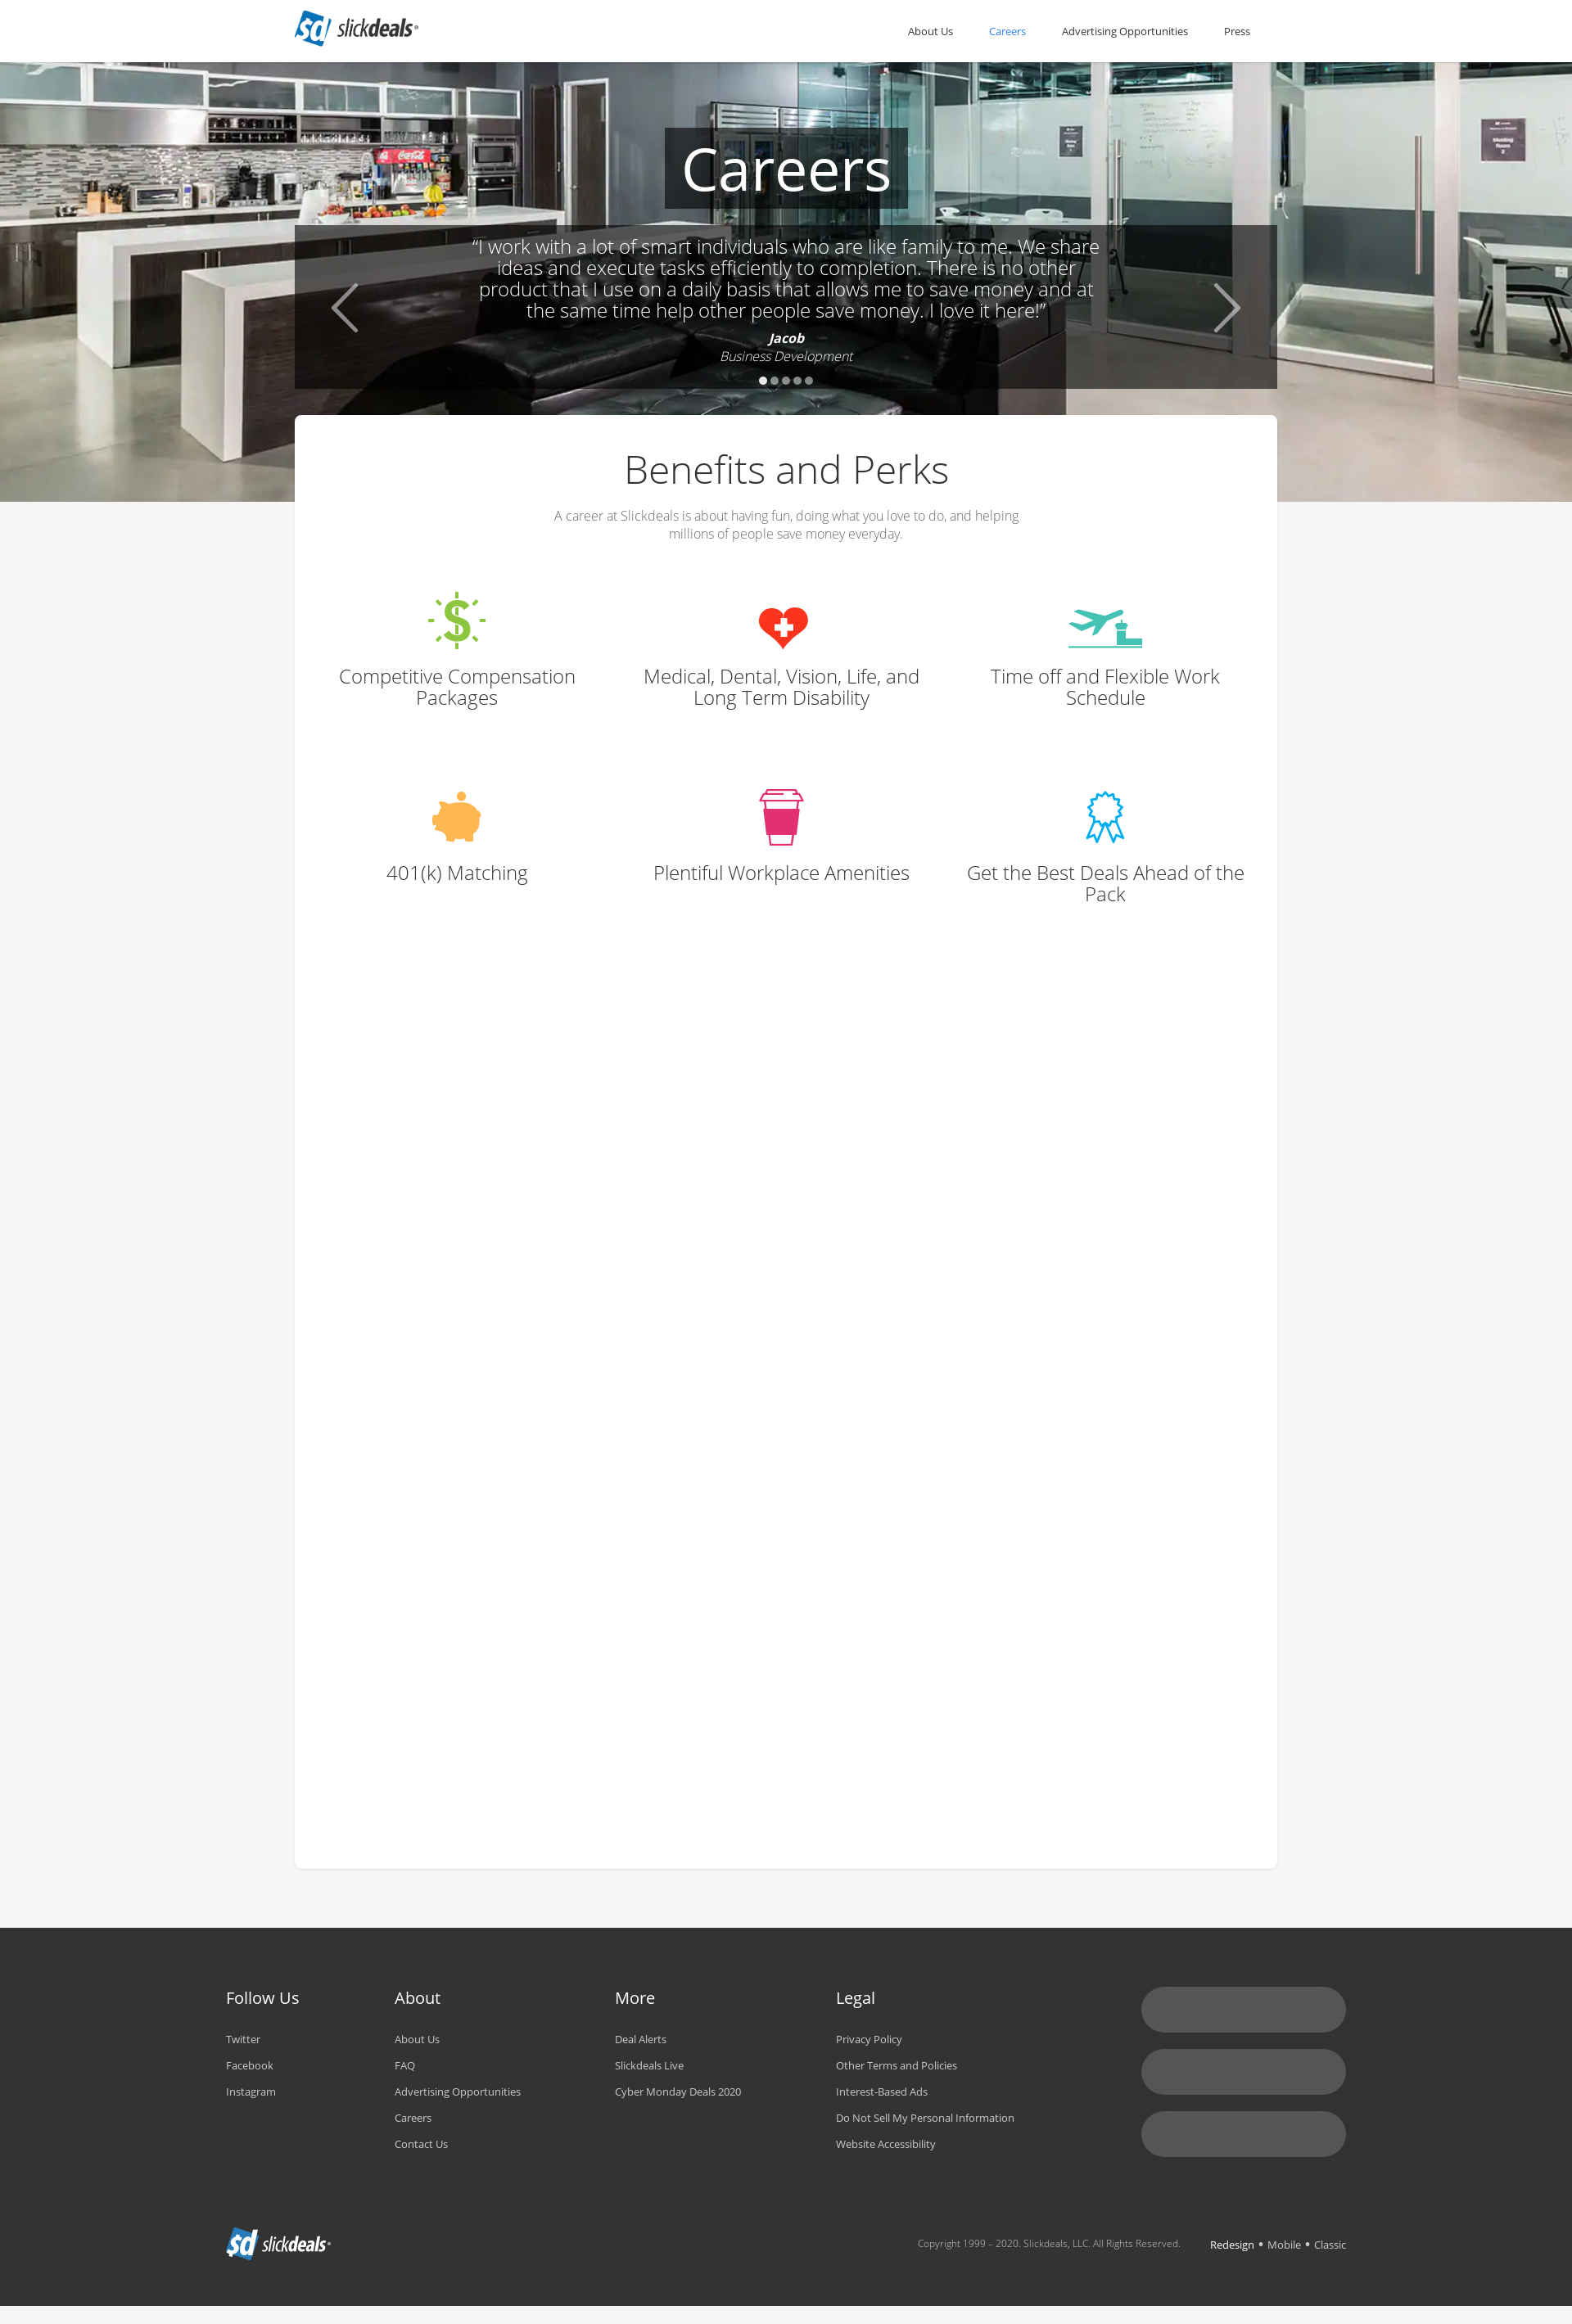 slickdeals
About Us
Careers
Advertising Opportunities
Press
Coca-Cola
Careers
“I work with a lot of smart individuals who are like family to me. We share
ideas and execute tasks efficiently to completion. There is no other
product that I use on a daily basis that allows me to save money and at
the same time help other people save money. I love it here!”
Jacob
Business Development
Benefits and Perks
A career at Slickdeals is about having fun, doing what you love to do, and helping
millions of people save money everyday.
Competitive Compensation
Packages
Medical, Dental, Vision, Life, and
Long Term Disability
Time off and Flexible Work
Schedule
401(k) Matching
Plentiful Workplace Amenities
Get the Best Deals Ahead of the
Pack
Follow Us
Twitter
Facebook
Instagram
About
About Us
FAQ
Advertising Opportunities
Careers
Contact Us
More
Deal Alerts
Slickdeals Live
Cyber Monday Deals 2020
Legal
Privacy Policy
Other Terms and Policies
Interest-Based Ads
Do Not Sell My Personal Information
Website Accessibility
slickdeals
Copyright 1999 – 2020. Slickdeals, LLC. All Rights Reserved.
Redesign • Mobile • Classic